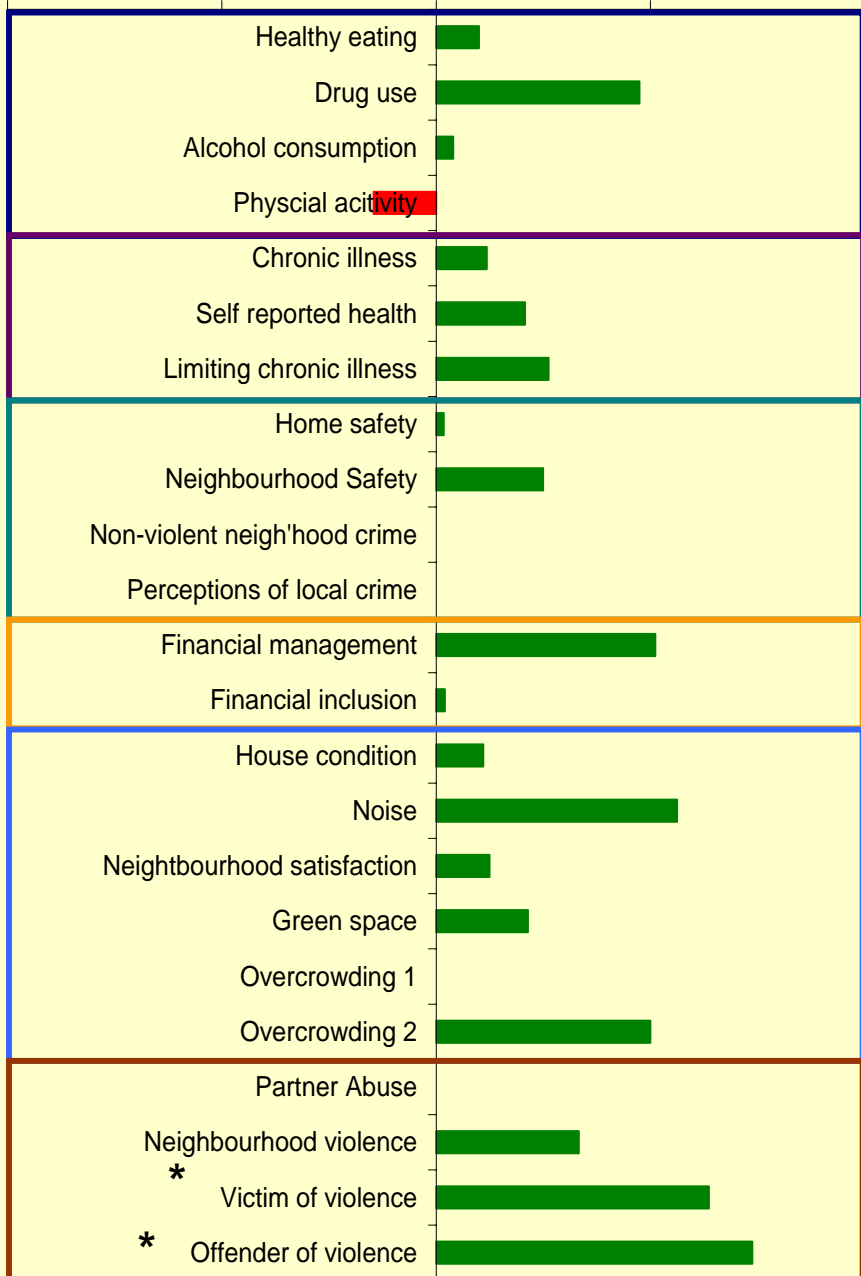 Healthy eating
Drug use
Alcohol consumption
Physcial acitivity
Chronic illness
Self reported health
Limiting chronic illness
Home safety
Neighbourhood Safety
Non-violent neigh'hood crime
Perceptions of local crime
Financial management
Financial inclusion
House condition
Noise
Neightbourhood satisfaction
Green space
Overcrowding 1
Overcrowding 2
Partner Abuse
Neighbourhood violence
* Victim of violence
* Offender of violence